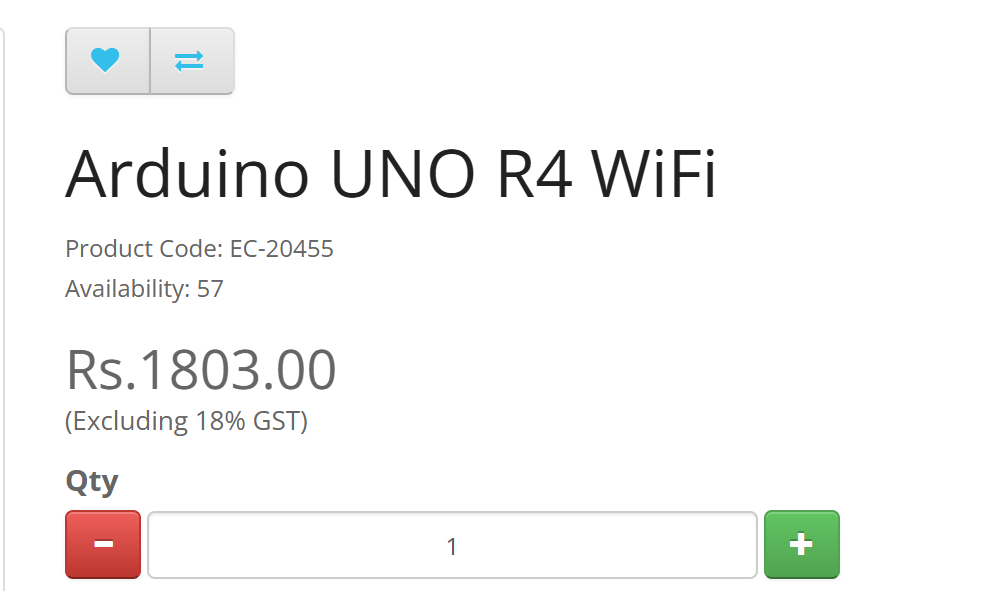 Arduino UNO R4 WiFi
Product Code: EC-20455
Availability: 57
Rs.1803.00
(Excluding 18% GST)
Qty
1